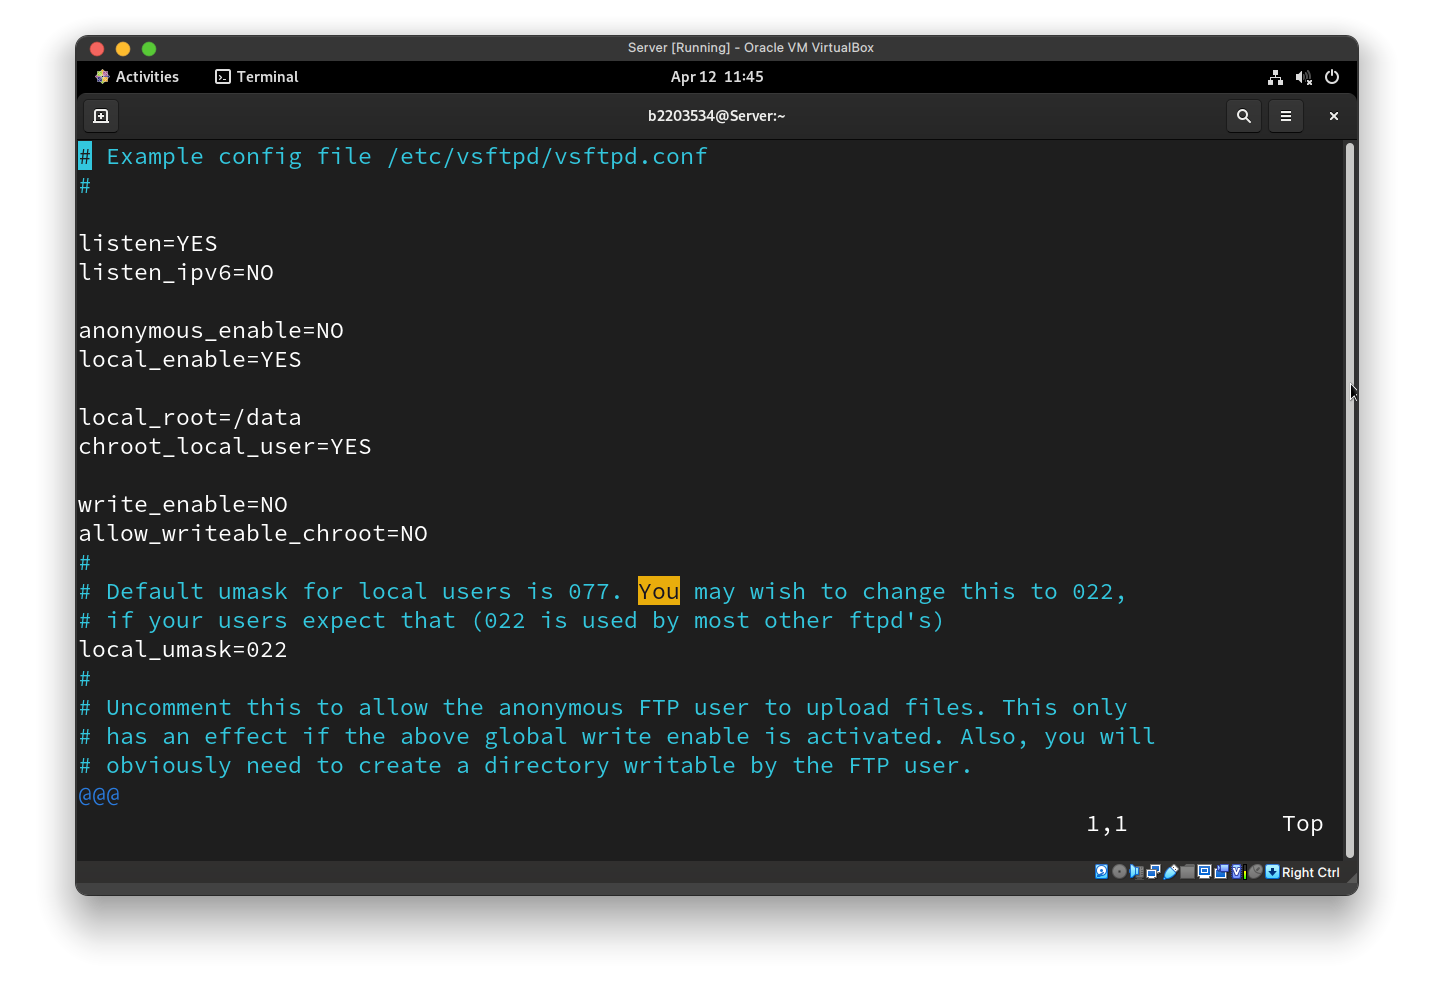 Server [Running] - Oracle VM VirtualBox
Activities Terminal Apr 12 11:45
b2203534@Server:~
# Example config file /etc/vsftpd/vsftpd.conf
#
listen=YES
listen_ipv6=NO
anonymous_enable=NO
local_enable=YES
local_root=/data
chroot_local_user=YES
write_enable=NO
allow_writeable_chroot=NO
#
# Default umask for local users is 077. You may wish to change this to 022,
# if your users expect that (022 is used by most other ftpd's)
local_umask=022
#
# Uncomment this to allow the anonymous FTP user to upload files. This only
# has an effect if the above global write enable is activated. Also, you will
# obviously need to create a directory writable by the FTP user.
@@@
1,1 Top
Right Ctrl